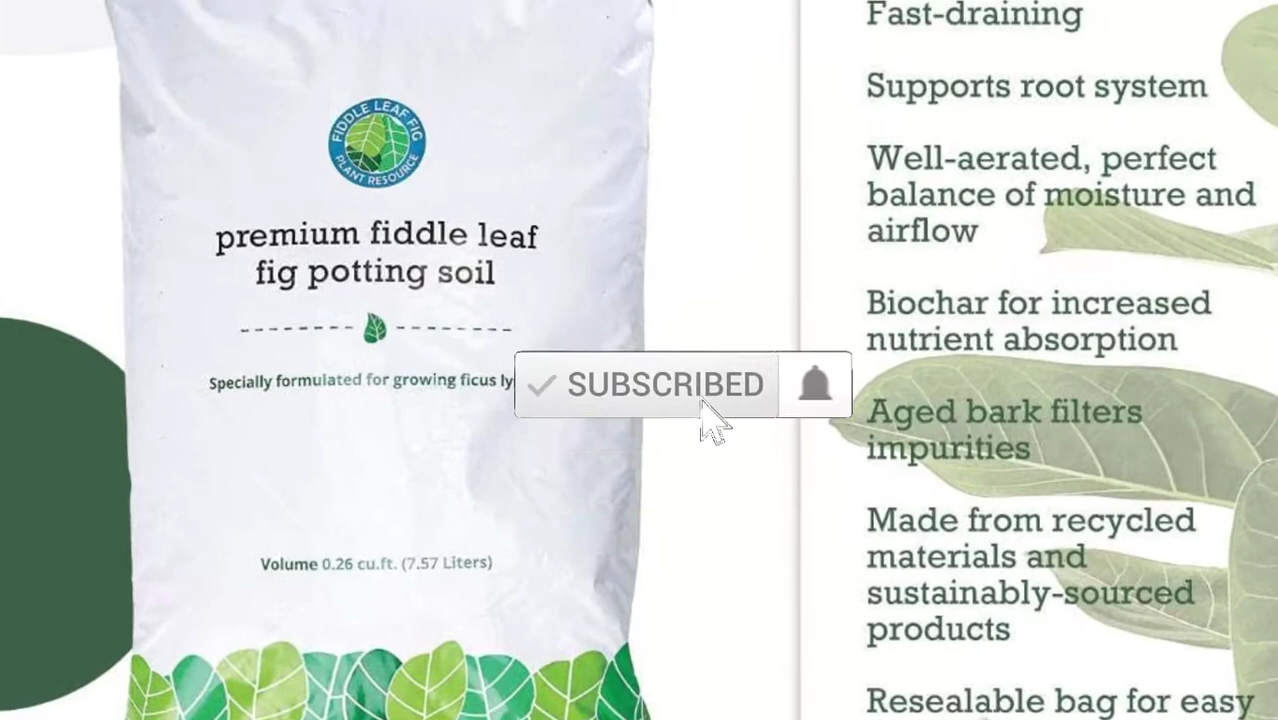 FIDDLE LEAF FIG
PLANT RESOURCE
premium fiddle leaf
fig potting soil
Specially formulated for growing ficus
Volume 0.26 cu.ft. (7.57 Liters)
SUBSCRIBED
Fast-draining
Supports root system
Well-aerated, perfect
balance of moisture and
airflow
Biochar for increased
nutrient absorption
Aged bark filters
impurities
Made from recycled
materials and
sustainably-sourced
products
Resealable bag for easy